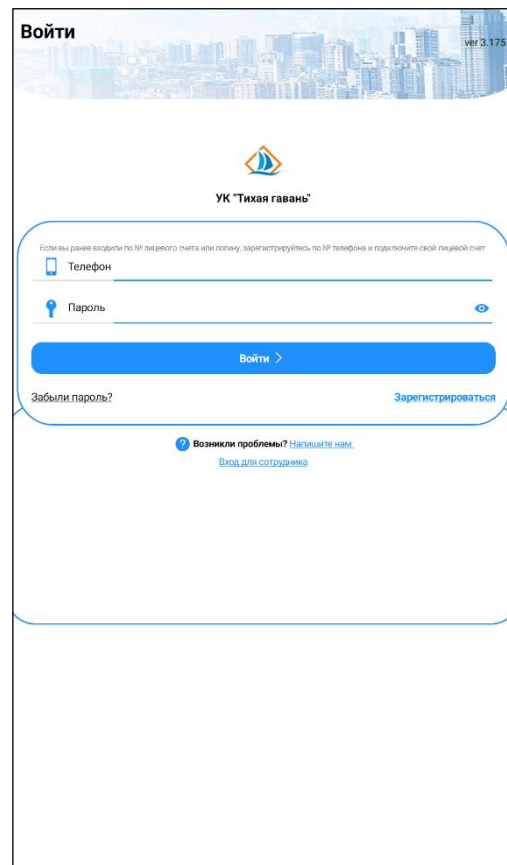 Войти
ver 3.175
УК "Тихая гавань"
Если вы ранее входили по № лицевого счета или логину, зарегистрируйтесь по № телефона и подключите свой лицевой счет
Телефон
Пароль
Войти
Забыли пароль? Зарегистрироваться
? Возникли проблемы? Напишите нам
Вход для сотрудника